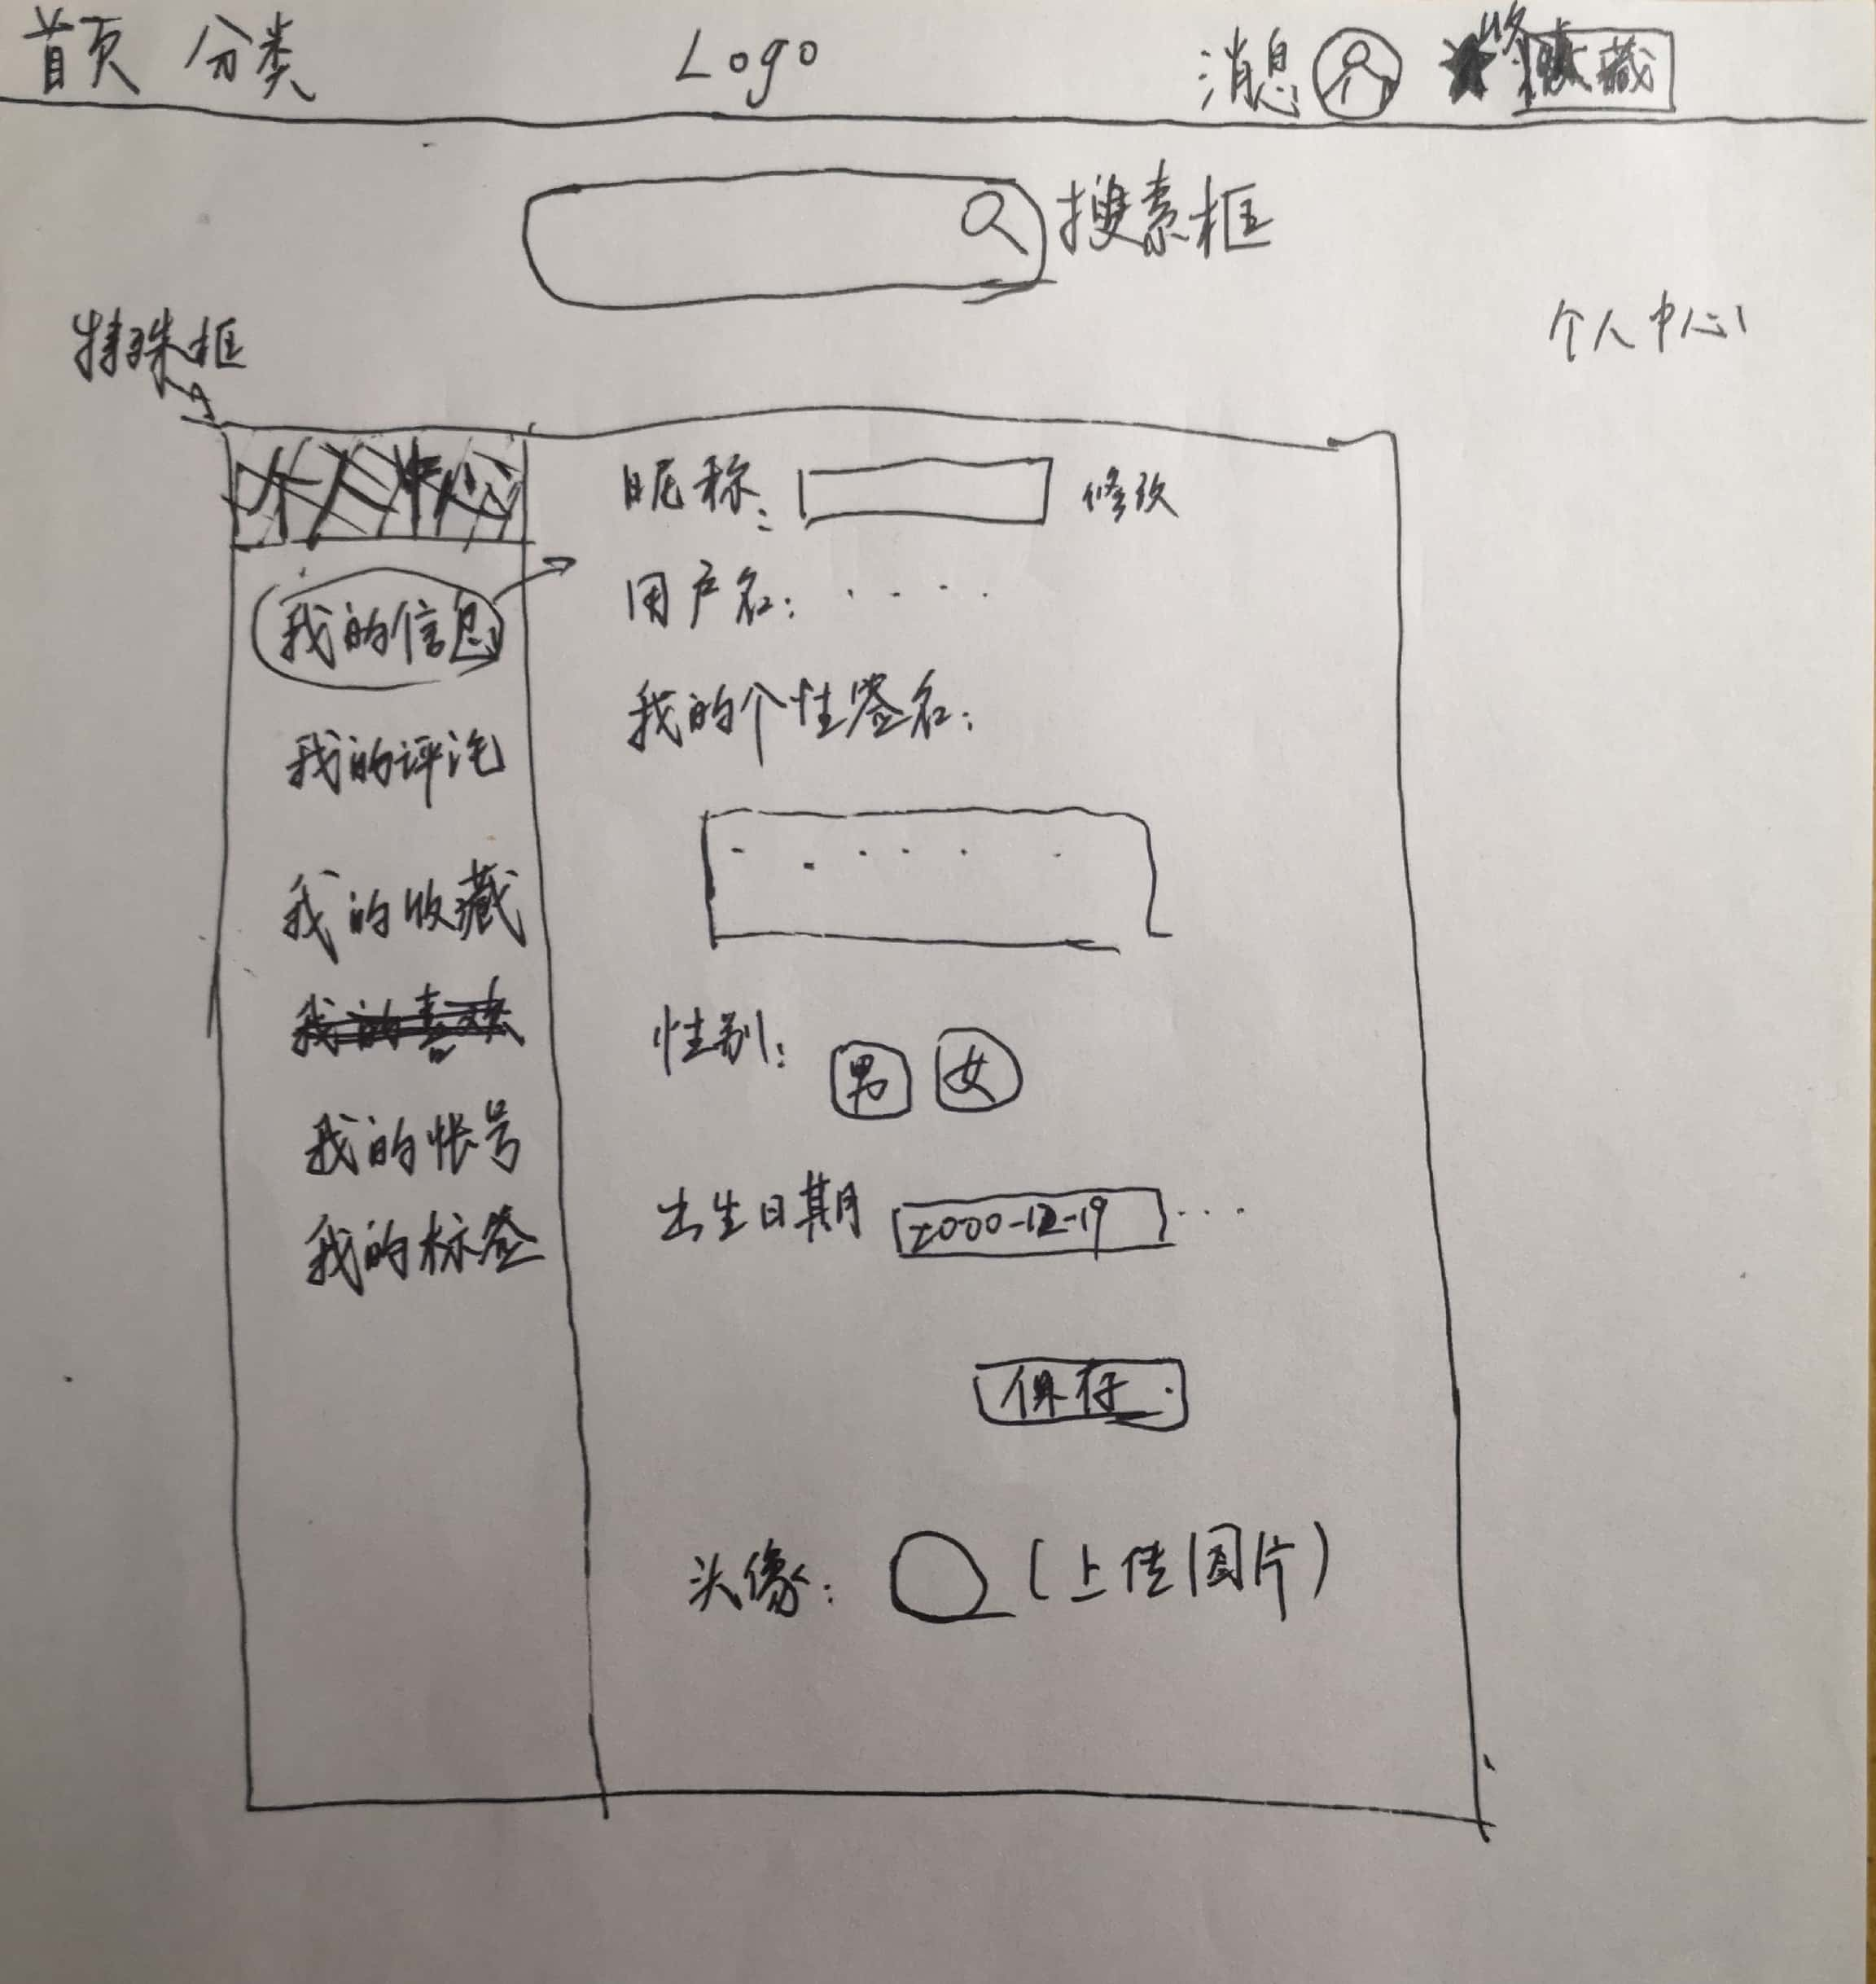 首页 分类 Logo 消息 收藏
搜索框
特殊框
个人中心
个人中心
昵称: 修改
我的信息
用户名: ....
我的个性签名:
我的评论
我的收藏
性别: 男 女
我的帐号
出生日期 2000-12-19 ...
我的标签
保存
头像: (上传图片)